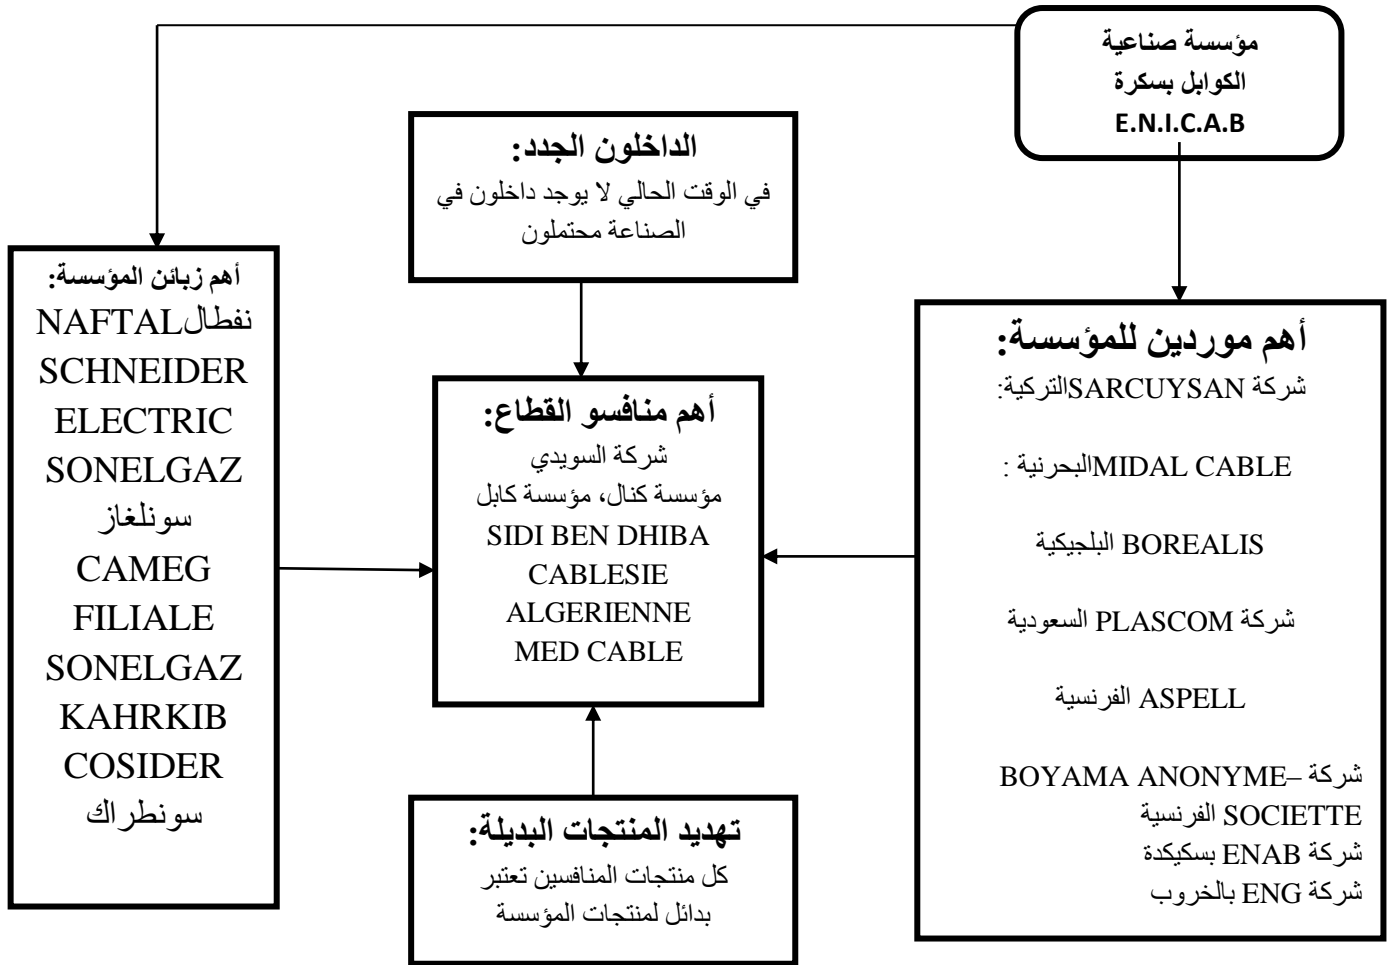 مؤسسة صناعية
الكوابل بسكرة
E.N.I.C.A.B
الداخلون الجدد:
في الوقت الحالي لا يوجد داخلون في
الصناعة محتملون
أهم موردين للمؤسسة:
شركة SARCUYSANالتركية:
MIDAL CABLEالبحرنية :
BOREALIS البلجيكية
شركة PLASCOM السعودية
ASPELL الفرنسية
شركة –BOYAMA ANONYME
SOCIETTE الفرنسية
شركة ENAB بسكيكدة
شركة ENG بالخروب
أهم منافسو القطاع:
شركة السويدي
مؤسسة كنال، مؤسسة كابل
SIDI BEN DHIBA
CABLESIE
ALGERIENNE
MED CABLE
أهم زبائن المؤسسة:
نفطالNAFTAL
SCHNEIDER
ELECTRIC
SONELGAZ
سونلغاز
CAMEG
FILIALE
SONELGAZ
KAHRKIB
COSIDER
سونطراك
تهديد المنتجات البديلة:
كل منتجات المنافسين تعتبر
بدائل لمنتجات المؤسسة